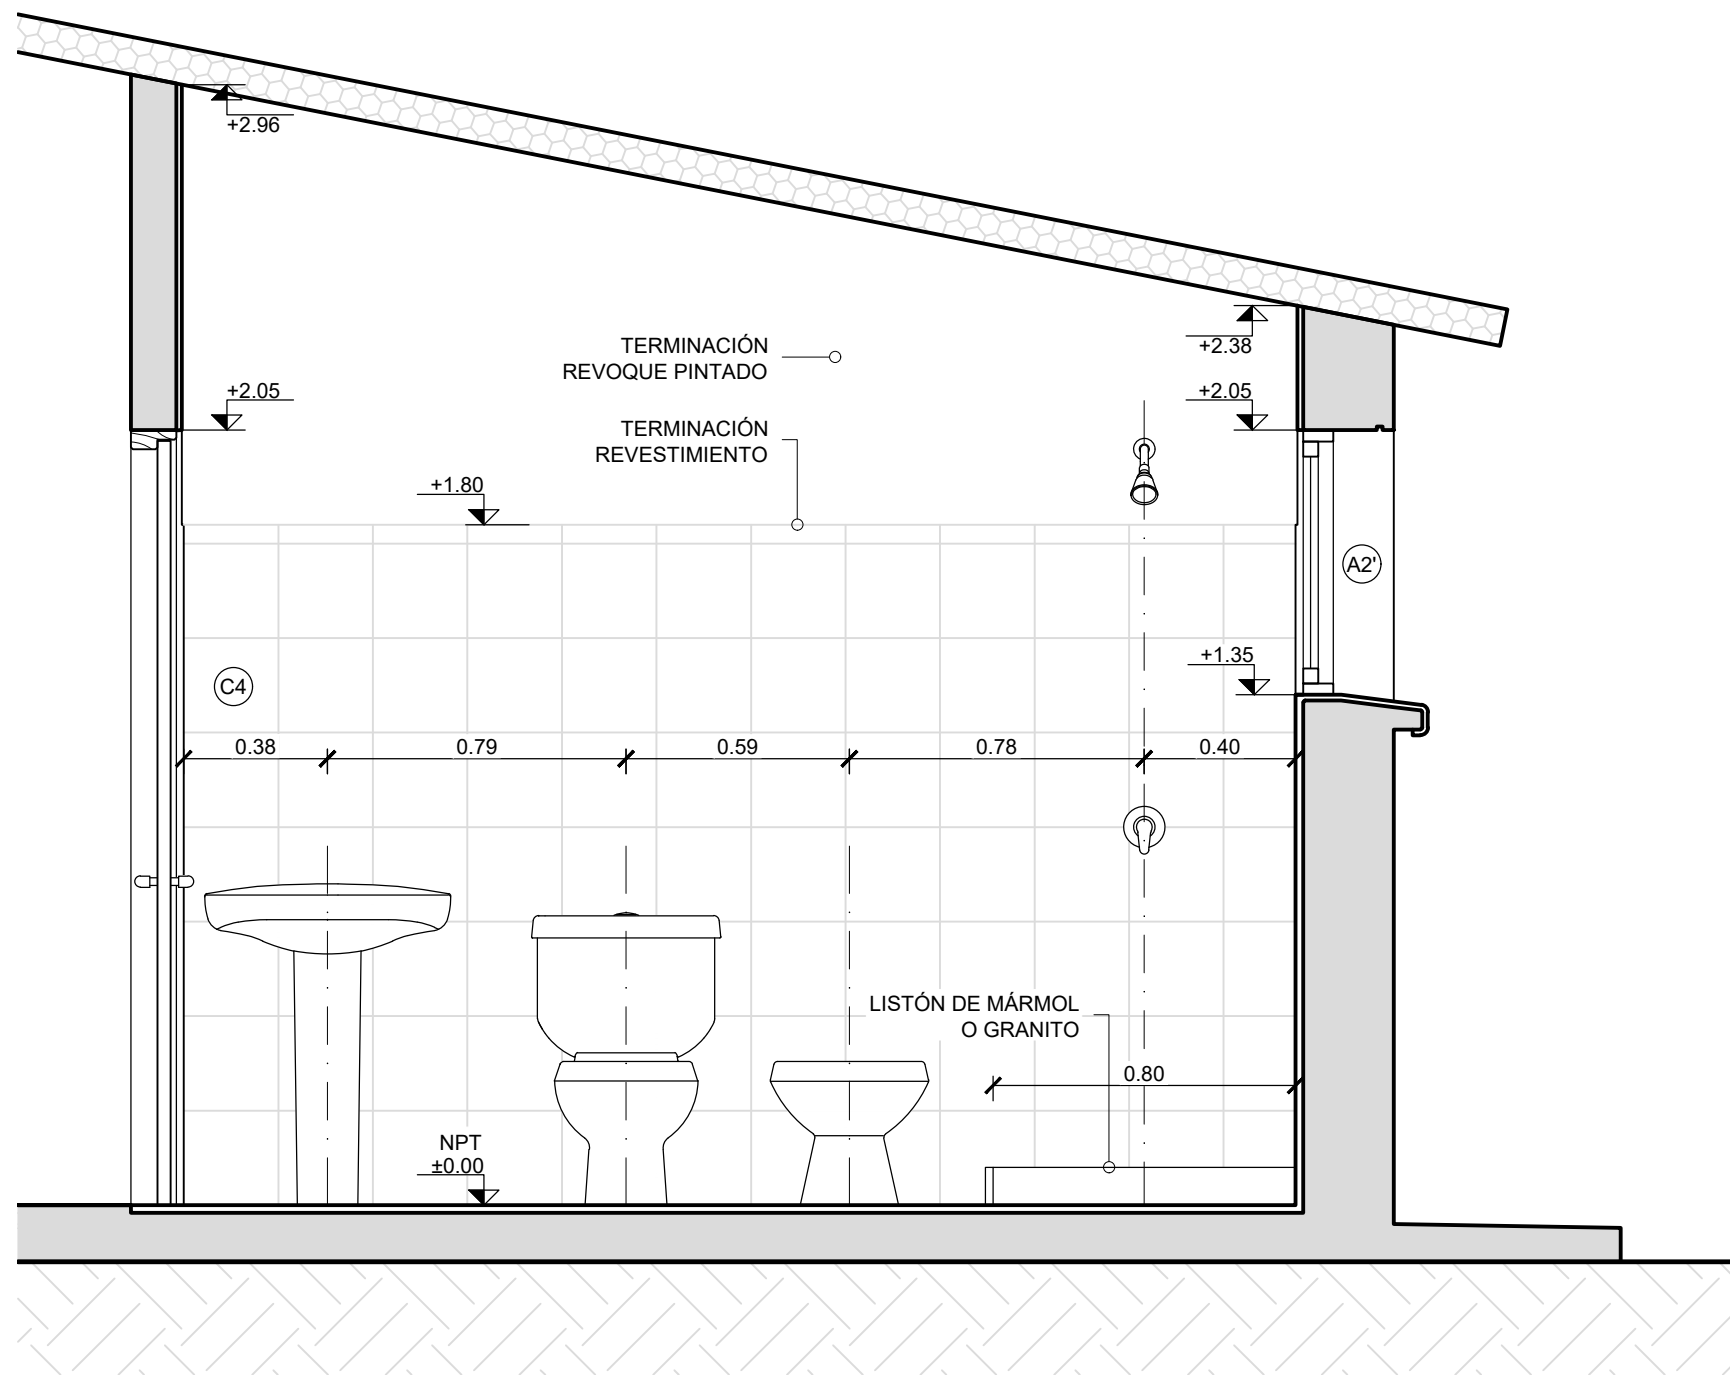 +2.96
TERMINACIÓN
REVOQUE PINTADO
+2.38
+2.05
+2.05
TERMINACIÓN
REVESTIMIENTO
+1.80
A2'
+1.35
C4
0.38
0.79
0.59
0.78
0.40
LISTÓN DE MÁRMOL
O GRANITO
0.80
NPT
±0.00